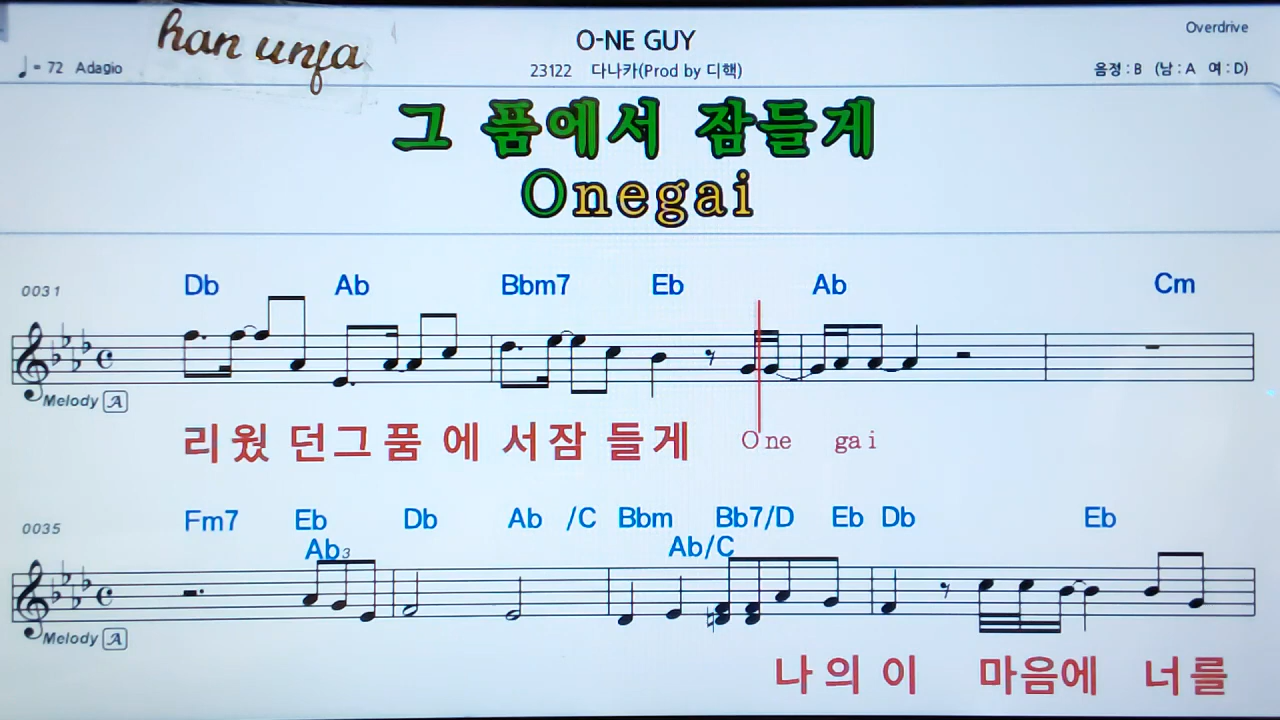 han unfa
Overdrive
O-NE GUY
♩= 72 Adagio
23122 다나카(Prod by 디핵)
음정 : B (남 : A 여 : D)
그 품에서 잠들게
Onegai
0031 Db Ab Bbm7 Eb Ab Cm
Melody A
리웠 던그품 에 서잠 들게 One gai
0035 Fm7 Eb Db Ab /C Bbm Bb7/D Eb Db Eb
Ab 3 Ab/C
Melody A
나의이 마음에 너를